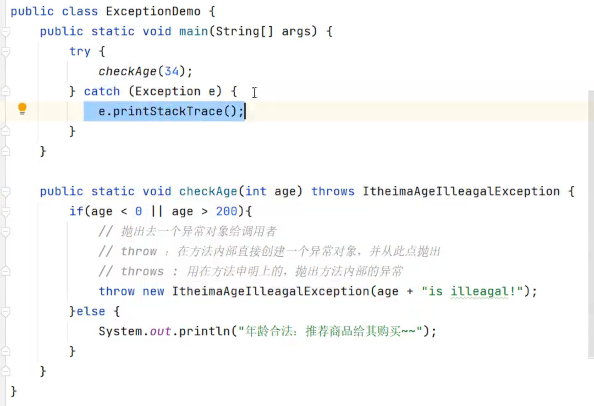 public class ExceptionDemo {
    public static void main(String[] args) {
        try {
            checkAge(34);
        } catch (Exception e) {
            e.printStackTrace();
        }
    }

    public static void checkAge(int age) throws ItheimaAgeIlleagalException {
        if(age < 0 || age > 200){
            // 抛出去一个异常对象给调用者
            // throw ：在方法内部直接创建一个异常对象，并从此点抛出
            // throws ：用在方法申明上的，抛出方法内部的异常
            throw new ItheimaAgeIlleagalException(age + "is illeagal!");
        }else {
            System.out.println("年龄合法：推荐商品给其购买~~");
        }
    }
}